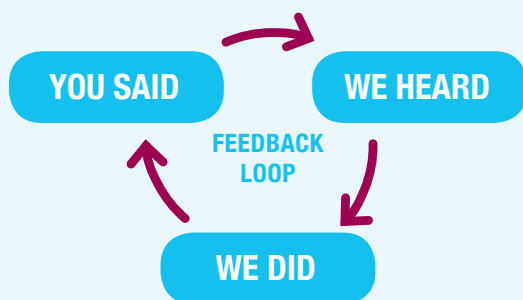 YOU SAID
WE HEARD
FEEDBACK
LOOP
WE DID